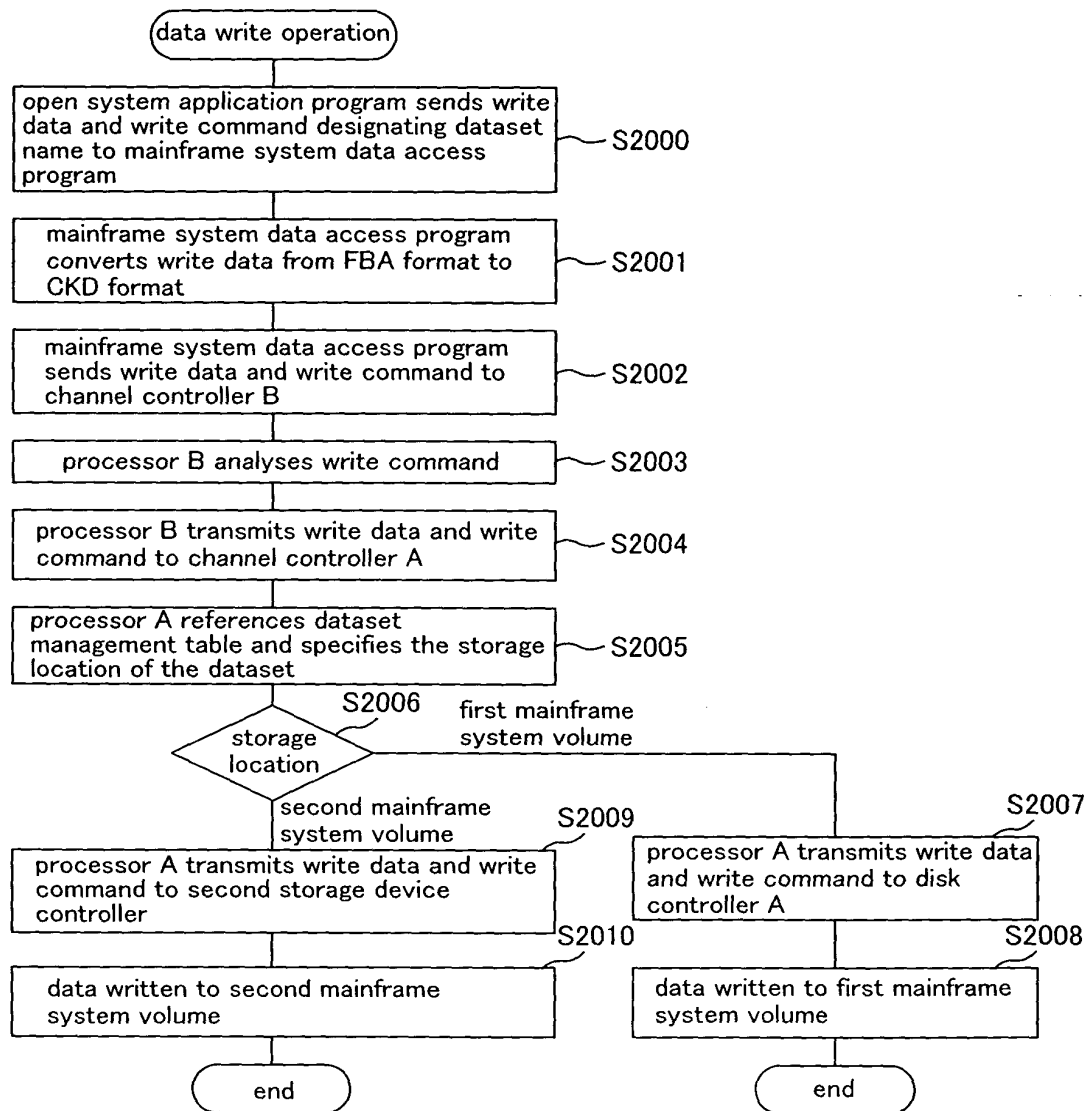 data write operation
open system application program sends write
data and write command designating dataset
name to mainframe system data access
program
S2000
mainframe system data access program
converts write data from FBA format to
CKD format
S2001
mainframe system data access program
sends write data and write command to
channel controller B
S2002
processor B analyses write command
S2003
processor B transmits write data and write
command to channel controller A
S2004
processor A references dataset
management table and specifies the storage
location of the dataset
S2005
S2006
storage
location
first mainframe
system volume
second mainframe
system volume
S2009
processor A transmits write data and write
command to second storage device
controller
S2007
processor A transmits write data
and write command to disk
controller A
S2010
data written to second mainframe
system volume
S2008
data written to first mainframe
system volume
end
end